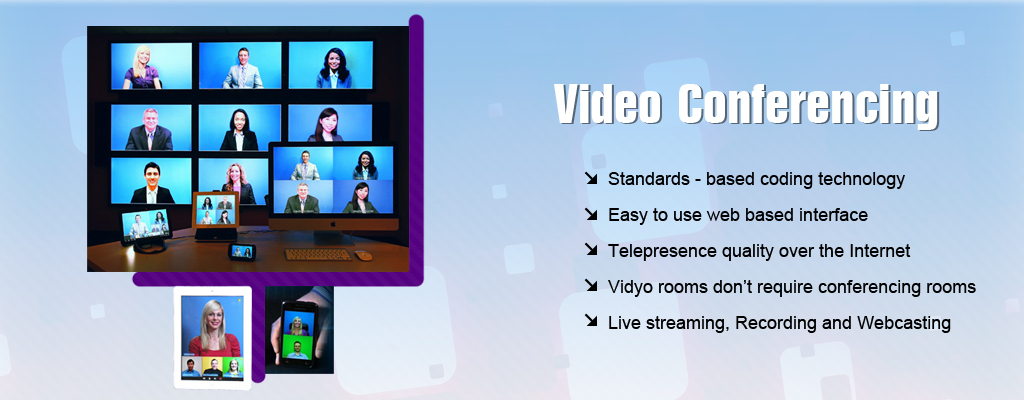 Video Conferencing
Standards - based coding technology
Easy to use web based interface
Telepresence quality over the Internet
Vidyo rooms don’t require conferencing rooms
Live streaming, Recording and Webcasting